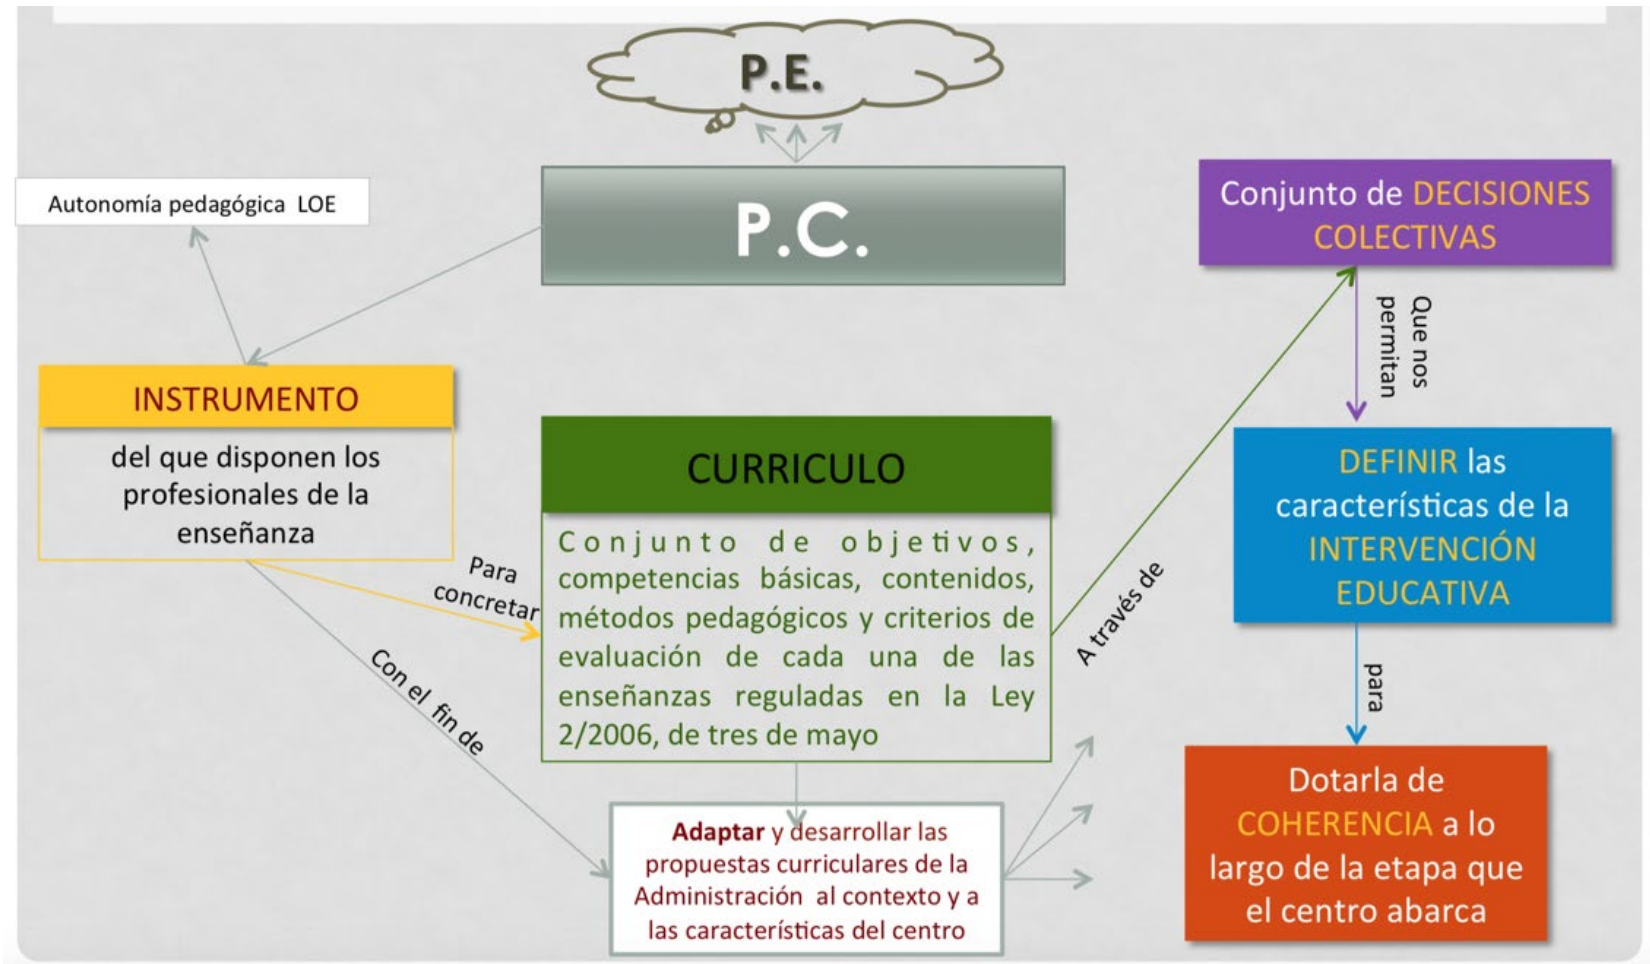 P.E.
P.C.
Autonomía pedagógica LOE
INSTRUMENTO
del que disponen los
profesionales de la
enseñanza
Para
concretar
Con el fin de
CURRICULO
Conjunto de objetivos,
competencias básicas, contenidos,
métodos pedagógicos y criterios de
evaluación de cada una de las
enseñanzas reguladas en la Ley
2/2006, de tres de mayo
Adaptar y desarrollar las
propuestas curriculares de la
Administración al contexto y a
las características del centro
A través de
Conjunto de DECISIONES
COLECTIVAS
Que nos
permitan
DEFINIR las
características de la
INTERVENCIÓN
EDUCATIVA
para
Dotarla de
COHERENCIA a lo
largo de la etapa que
el centro abarca